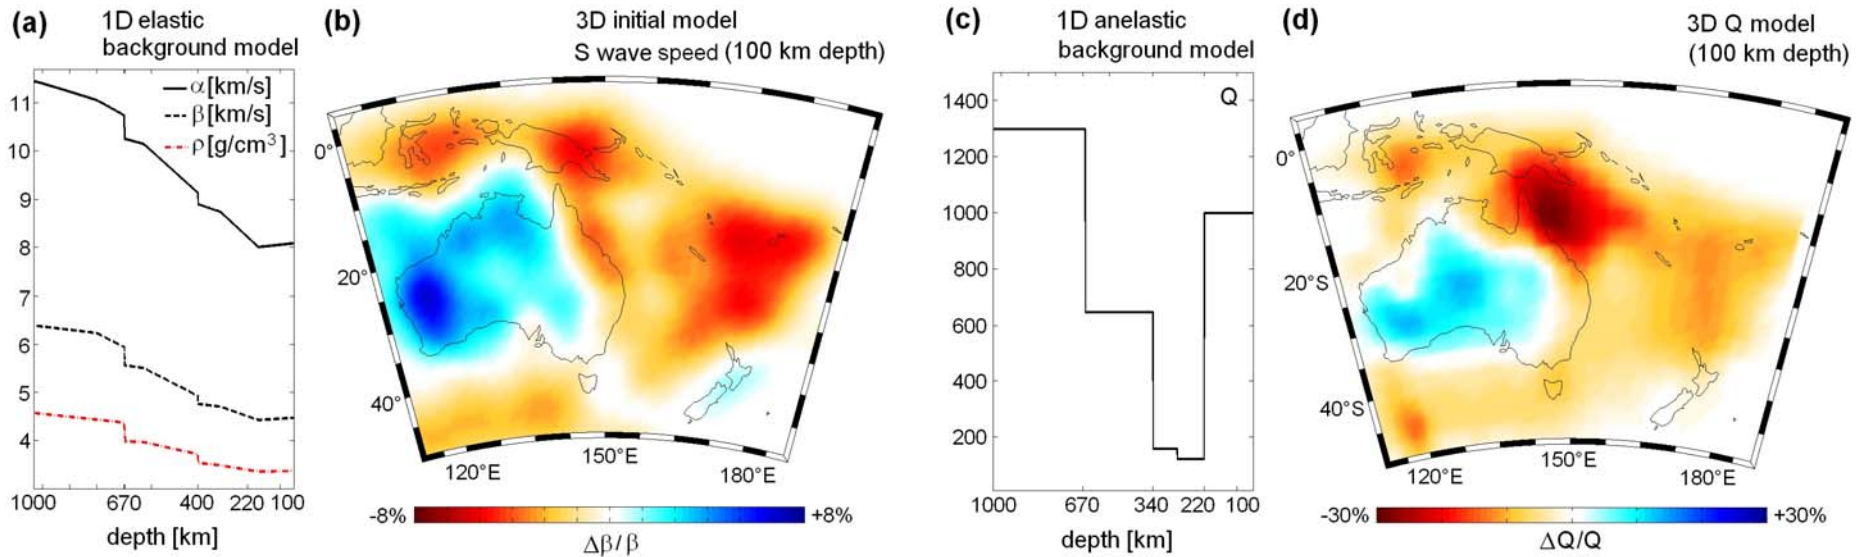 (a) 1D elastic
background model
α[km/s]
β[km/s]
ρ[g/cm³]
11
10
9
8
7
6
5
4
1000 670 400 220 100
depth [km]
(b) 3D initial model
S wave speed (100 km depth)
0°
20°
40°
120°E 150°E 180°E
-8% +8%
Δβ/β
(c) 1D anelastic
background model
Q
1400
1200
1000
800
600
400
200
1000 670 340 220 100
depth [km]
(d) 3D Q model
(100 km depth)
0°
20°S
40°S
120°E 150°E 180°E
-30% +30%
ΔQ/Q